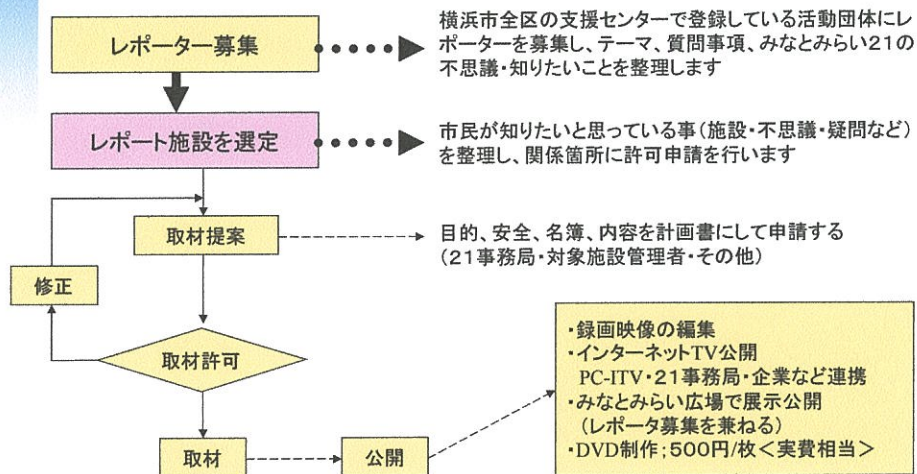 レポーター募集
横浜市全区の支援センターで登録している活動団体にレ
ポーターを募集し、テーマ、質問事項、みなとみらい21の
不思議・知りたいことを整理します
レポート施設を選定
市民が知りたいと思っている事(施設・不思議・疑問など)
を整理し、関係箇所に許可申請を行います
取材提案
目的、安全、名簿、内容を計画書にして申請する
(21事務局・対象施設管理者・その他)
修正
取材許可
取材
公開
・録画映像の編集
・インターネットTV公開
PC-ITV・21事務局・企業など連携
・みなとみらい広場で展示公開
(レポータ募集を兼ねる)
・DVD制作;500円/枚<実費相当>